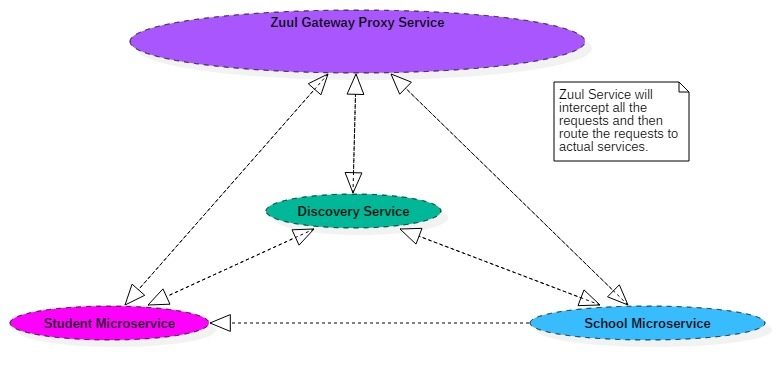 Zuul Gateway Proxy Service
Zuul Service will
intercept all the
requests and then
route the requests to
actual services.
Discovery Service
Student Microservice
School Microservice